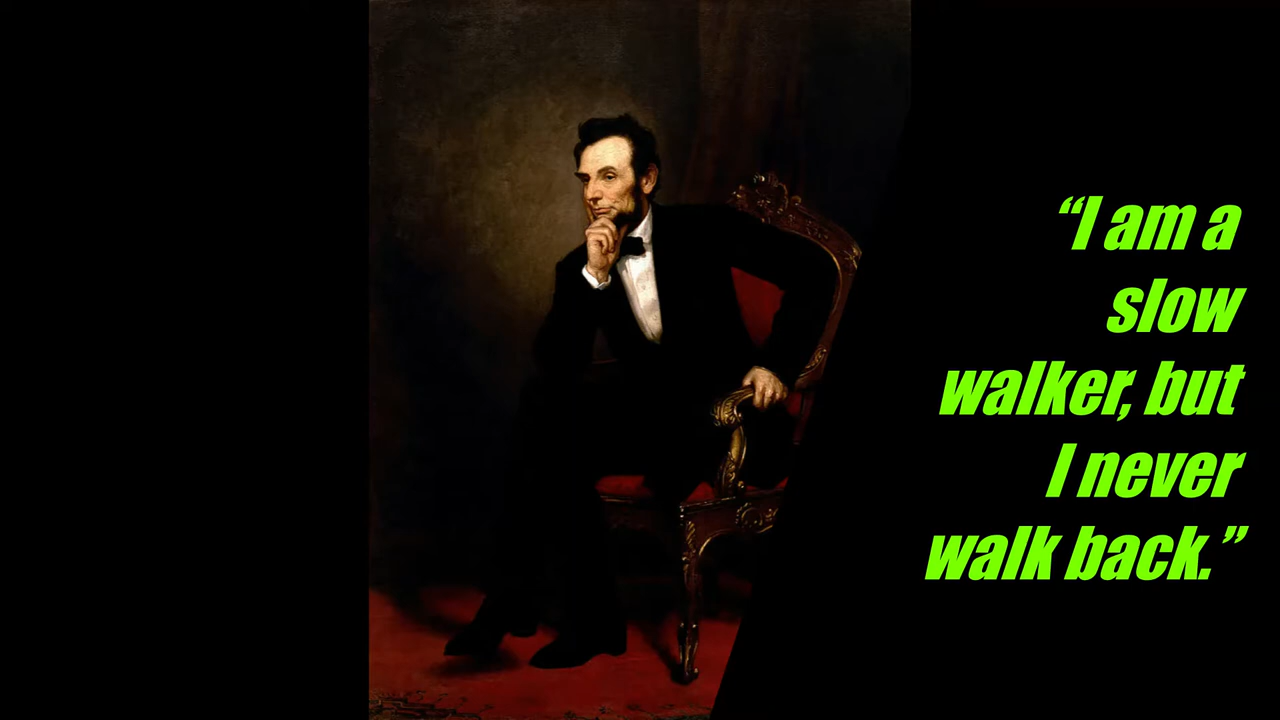 “I am a
slow
walker, but
I never
walk back.”